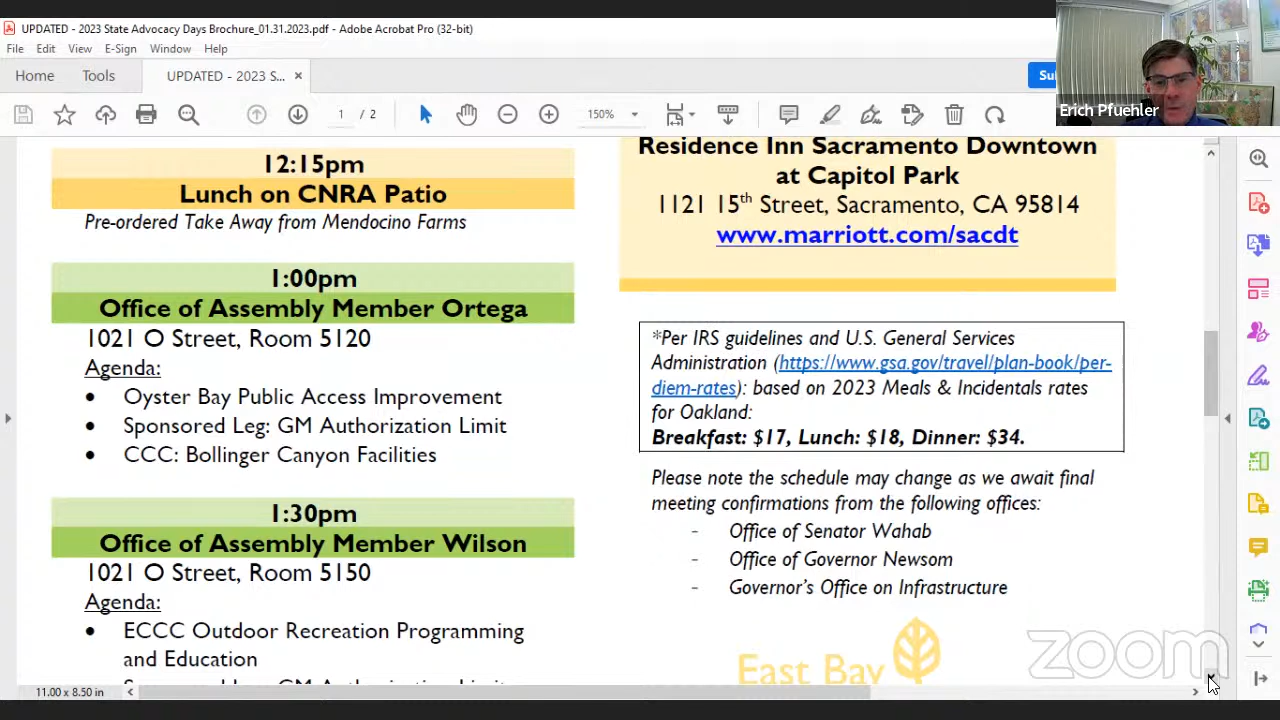 UPDATED - 2023 State Advocacy Days Brochure_01.31.2023.pdf - Adobe Acrobat Pro (32-bit)
File Edit View E-Sign Window Help
Home Tools UPDATED - 2023 S... ×
1 / 2 150%
Erich Pfuehler
12:15pm
Lunch on CNRA Patio
Pre-ordered Take Away from Mendocino Farms
1:00pm
Office of Assembly Member Ortega
1021 O Street, Room 5120
Agenda:
• Oyster Bay Public Access Improvement
• Sponsored Leg: GM Authorization Limit
• CCC: Bollinger Canyon Facilities
1:30pm
Office of Assembly Member Wilson
1021 O Street, Room 5150
Agenda:
• ECCC Outdoor Recreation Programming
and Education
Residence Inn Sacramento Downtown
at Capitol Park
1121 15th Street, Sacramento, CA 95814
www.marriott.com/sacdt
*Per IRS guidelines and U.S. General Services
Administration (https://www.gsa.gov/travel/plan-book/per-
diem-rates): based on 2023 Meals & Incidentals rates
for Oakland:
Breakfast: $17, Lunch: $18, Dinner: $34.
Please note the schedule may change as we await final
meeting confirmations from the following offices:
- Office of Senator Wahab
- Office of Governor Newsom
- Governor's Office on Infrastructure
East Bay
zoom
11.00 x 8.50 in